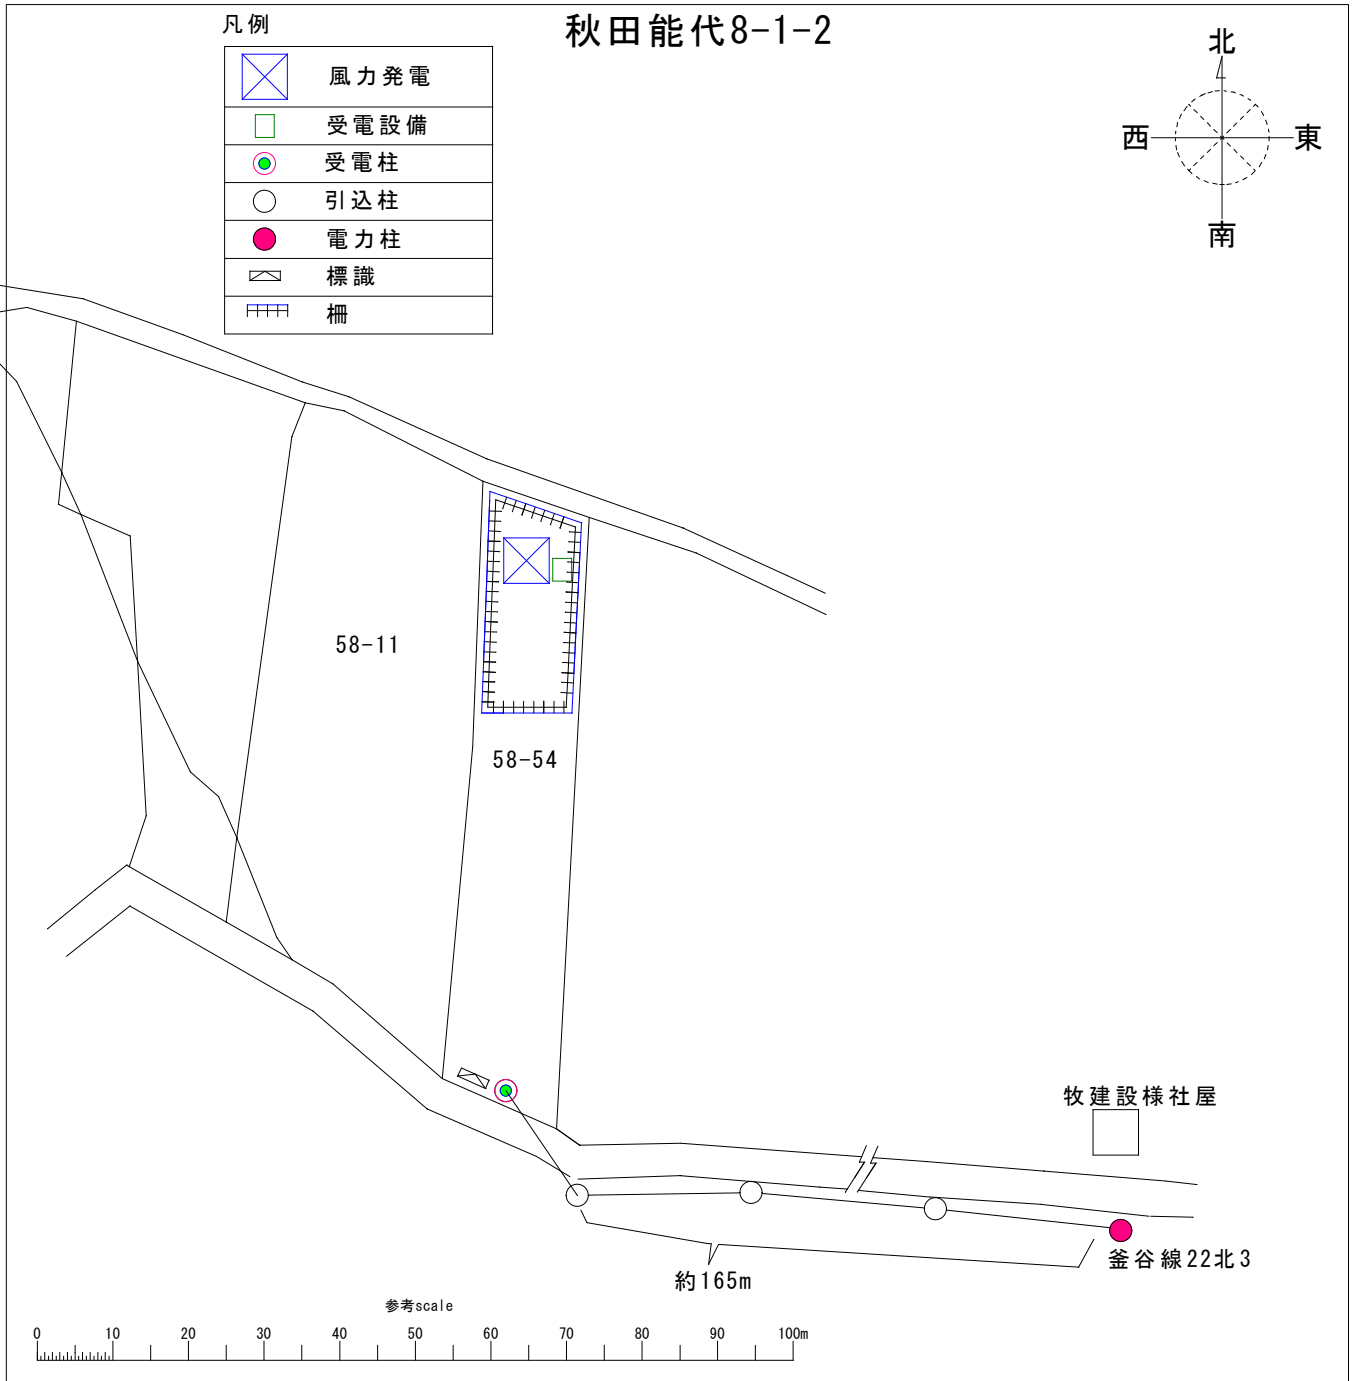 凡例
秋田能代8-1-2
風力発電
受電設備
受電柱
引込柱
電力柱
標識
柵
北
西
東
南
58-11
58-54
牧建設様社屋
釜谷線22北3
約165m
参考scale
0 10 20 30 40 50 60 70 80 90 100m